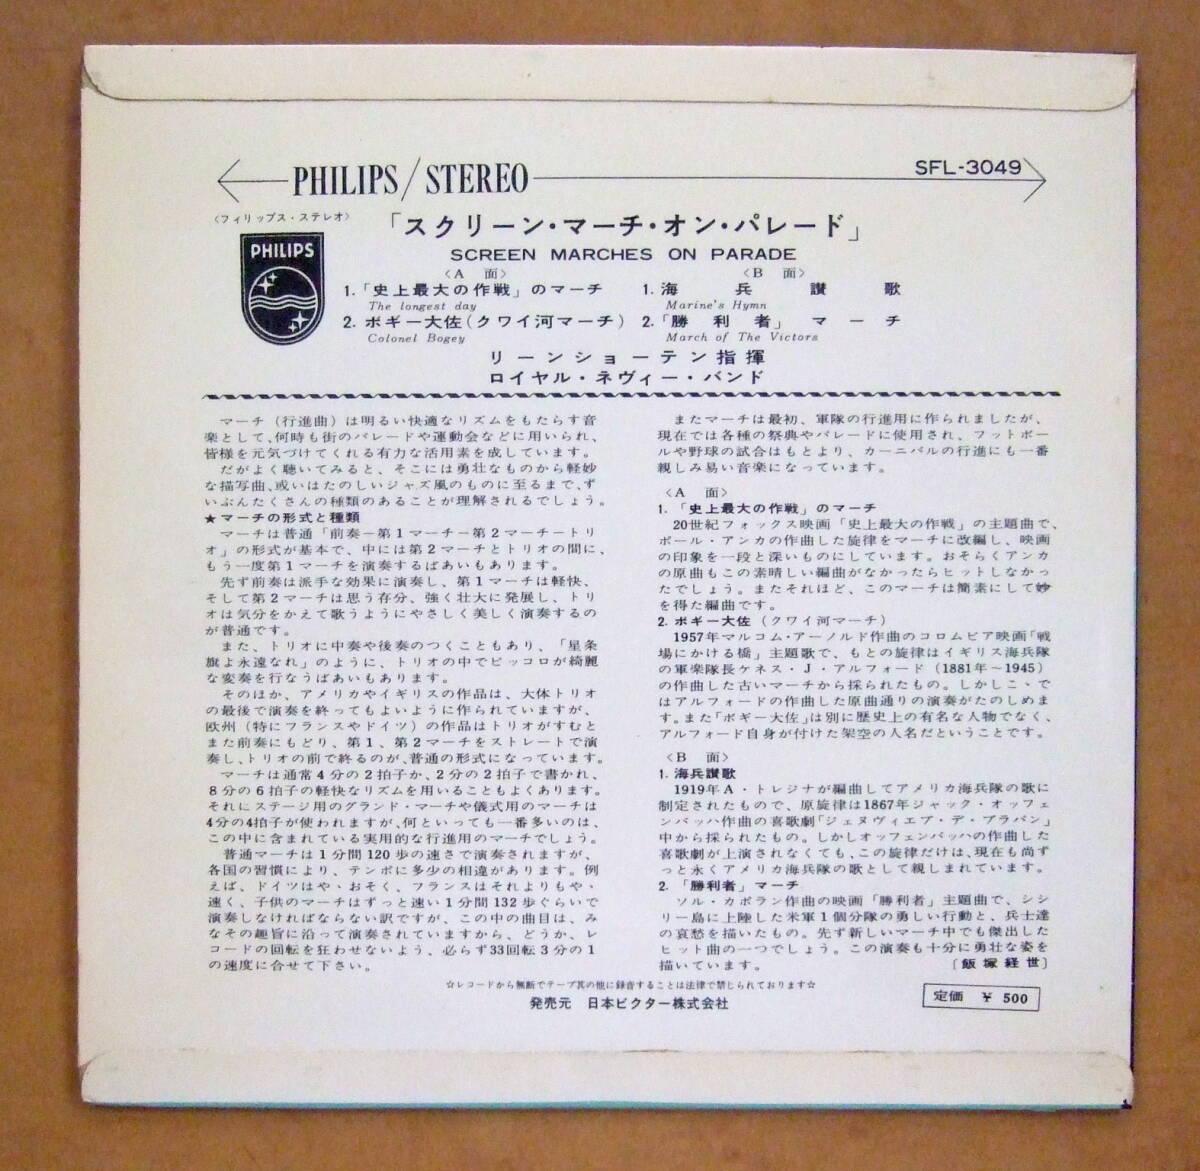 PHILIPS/STEREO
SFL-3049
〈フィリップス・ステレオ〉
PHILIPS
「スクリーン・マーチ・オン・パレード」
SCREEN MARCHES ON PARADE
〈A 面〉
1.「史上最大の作戦」のマーチ
The longest day
2. ボギー大佐(クワイ河マーチ)
Colonel Bogey
〈B 面〉
1. 海兵讃歌
Marine's Hymn
2.「勝利者」マーチ
March of The Victors
リーンショーテン指揮
ロイヤル・ネヴィー・バンド
マーチ(行進曲)は明るい快適なリズムをもたらす音
楽として、何時も街のパレードや運動会などに用いられ、
皆様を元気づけてくれる有力な活用素を成しています。
だがよく聴いてみると、そこには勇壮なものから軽妙
な描写曲、或いはたのしいジャズ風のものに至るまで、ず
いぶんたくさんの種類のあることが理解されるでしょう。
★マーチの形式と種類
マーチは普通「前奏−第1マーチ−第2マーチ−トリ
オ」の形式が基本で、中には第2マーチとトリオの間に、
もう一度第1マーチを演奏するばあいもあります。
先ず前奏は派手な効果に演奏し、第1マーチは軽快、
そして第2マーチは思う存分、強く壮大に発展し、トリ
オは気分をかえて歌うようにやさしく美しく演奏するの
が普通です。
また、トリオに中奏や後奏のつくこともあり、「星条
旗よ永遠なれ」のように、トリオの中でピッコロが綺麗
な変奏を行なうばあいもあります。
そのほか、アメリカやイギリスの作品は、大体トリオ
の最後で演奏を終ってもよいように作られていますが、
欧州(特にフランスやドイツ)の作品はトリオがすむと
また前奏にもどり、第1、第2マーチをストレートで演
奏し、トリオの前で終るのが、普通の形式になっています。
マーチは通常4分の2拍子か、2分の2拍子で書かれ、
8分の6拍子の軽快なリズムを用いることもよくあります。
それにステージ用のグランド・マーチや儀式用のマーチは
4分の4拍子が使われますが、何といっても一番多いのは、
この中に含まれている実用的な行進用のマーチでしょう。
普通マーチは1分間120歩の速さで演奏されますが、
各国の習慣により、テンポに多少の相違があります。例
えば、ドイツはやゝおそく、フランスはそれよりもやゝ
速く、子供のマーチはずっと速い1分間132歩ぐらいで
演奏しなければならない訳ですが、この中の曲目は、み
なその趣旨に沿って演奏されていますから、どうか、レ
コードの回転を狂わせないよう、必らず33回転3分の1
の速度に合せて下さい。
またマーチは最初、軍隊の行進用に作られましたが、
現在では各種の祭典やパレードに使用され、フットボー
ルや野球の試合はもとより、カーニバルの行進にも一番
親しみ易い音楽になっています。
〈A 面〉
1.「史上最大の作戦」のマーチ
20世紀フォックス映画「史上最大の作戦」の主題曲で、
ポール・アンカの作曲した旋律をマーチに改編し、映画
の印象を一段と深いものにしています。おそらくアンカ
の原曲もこの素晴しい編曲がなかったらヒットしなかっ
たでしょう。またそれほど、このマーチは簡素にして妙
を得た編曲です。
2. ボギー大佐(クワイ河マーチ)
1957年マルコム・アーノルド作曲のコロムビア映画「戦
場にかける橋」主題歌で、もとの旋律はイギリス海兵隊
の軍楽隊長ケネス・J・アルフォード(1881年〜1945)
の作曲した古いマーチから採られたもの。しかしこゝで
はアルフォードの作曲した原曲通りの演奏がたのしめま
す。また「ボギー大佐」は別に歴史上の有名な人物でなく、
アルフォード自身が付けた架空の人名だということです。
〈B 面〉
1. 海兵讃歌
1919年A・トレジナが編曲してアメリカ海兵隊の歌に
制定されたもので、原旋律は1867年ジャック・オッフェ
ンバッハ作曲の喜歌劇「ジェヌヴィエブ・デ・ブラバン」
中から採られたもの。しかしオッフェンバッハの作曲した
喜歌劇が上演されなくても、この旋律だけは、現在も尚ず
っと永くアメリカ海兵隊の歌として親しまれています。
2.「勝利者」マーチ
ソル・カポラン作曲の映画「勝利者」主題曲で、シシ
リー島に上陸した米軍1個分隊の勇しい行動と、兵士達
の哀愁を描いたもの。先ず新しいマーチ中でも傑出した
ヒット曲の一つでしょう。この演奏も十分に勇壮な姿を
描いています。〔飯塚経世〕
☆レコードから無断でテープ其の他に録音することは法律で禁じられております☆
発売元 日本ビクター株式会社
定価 ¥ 500